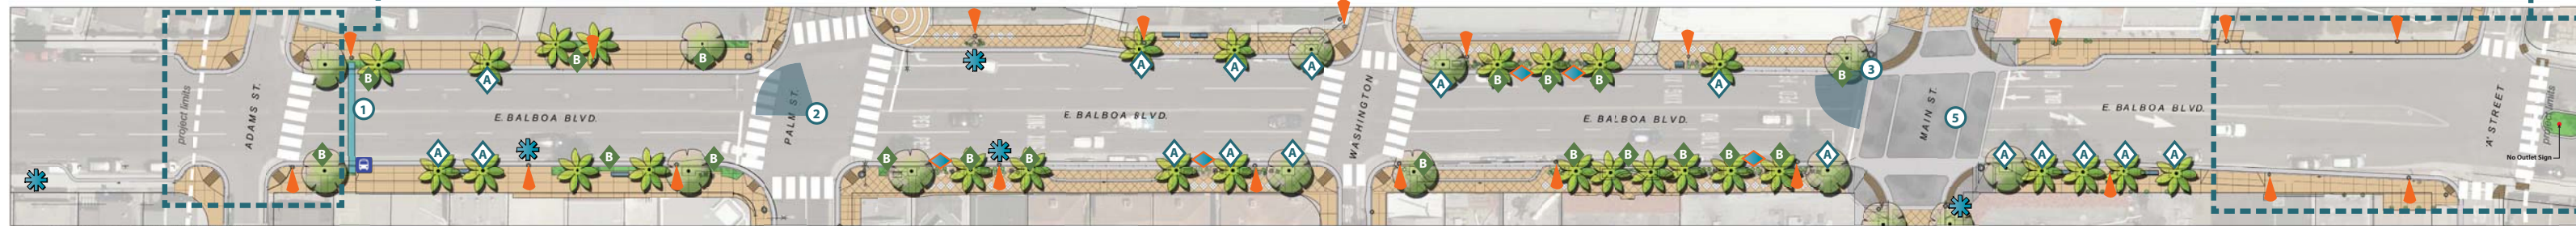 project limits
ADAMS ST.
1
E. BALBOA BLVD.
PALM ST.
2
E. BALBOA BLVD.
WASHINGTON
E. BALBOA BLVD.
3
MAIN ST.
5
E. BALBOA BLVD.
'A' STREET
project limits
No Outlet Sign
B
A
B
B
A
A
A
A
B
B
B
A
B
B
A
A
B
B
B
B
B
B
A
A
A
B
B
B
B
B
B
A
A
A
A
A
A